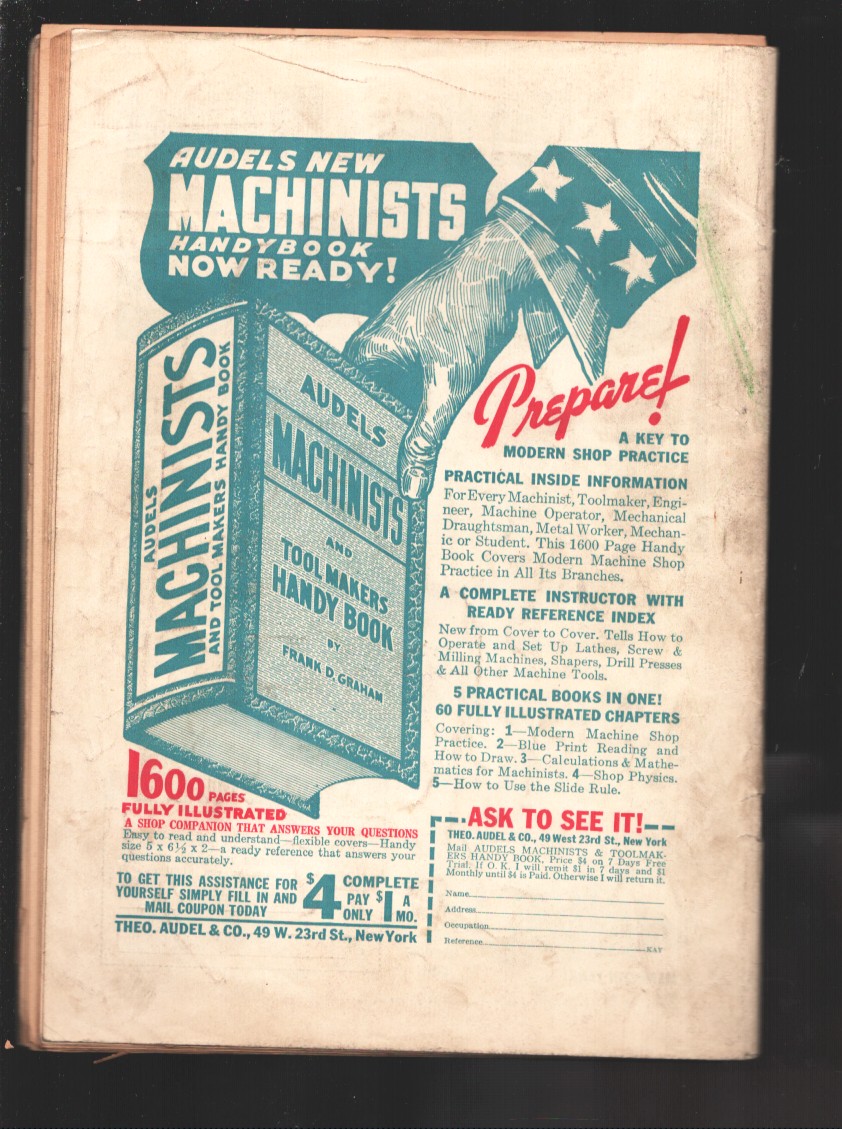 AUDELS NEW
MACHINISTS
HANDYBOOK
NOW READY!
AUDELS
MACHINISTS
AND TOOL MAKERS HANDY BOOK
AUDELS
MACHINISTS
AND
TOOL MAKERS
HANDY BOOK
BY
FRANK D. GRAHAM
Prepare!
A KEY TO
MODERN SHOP PRACTICE
PRACTICAL INSIDE INFORMATION
For Every Machinist, Toolmaker, Engi-
neer, Machine Operator, Mechanical
Draughtsman, Metal Worker, Mechan-
ic or Student. This 1600 Page Handy
Book Covers Modern Machine Shop
Practice in All Its Branches.
A COMPLETE INSTRUCTOR WITH
READY REFERENCE INDEX
New from Cover to Cover. Tells How to
Operate and Set Up Lathes, Screw &
Milling Machines, Shapers, Drill Presses
& All Other Machine Tools.
5 PRACTICAL BOOKS IN ONE!
60 FULLY ILLUSTRATED CHAPTERS
Covering: 1—Modern Machine Shop
Practice. 2—Blue Print Reading and
How to Draw. 3—Calculations & Mathe-
matics for Machinists. 4—Shop Physics.
5—How to Use the Slide Rule.
1600 PAGES
FULLY ILLUSTRATED
A SHOP COMPANION THAT ANSWERS YOUR QUESTIONS
Easy to read and understand—flexible covers—Handy
size 5 x 6½ x 2—a ready reference that answers your
questions accurately.
TO GET THIS ASSISTANCE FOR
YOURSELF SIMPLY FILL IN AND
MAIL COUPON TODAY
$4 COMPLETE
PAY ONLY $1 A MO.
THEO. AUDEL & CO., 49 W. 23rd St., New York
ASK TO SEE IT!
THEO. AUDEL & CO., 49 West 23rd St., New York
Mail AUDELS MACHINISTS & TOOLMAK-
ERS HANDY BOOK, Price $4 on 7 Days Free
Trial. If O. K. I will remit $1 in 7 days and $1
Monthly until $4 is Paid. Otherwise I will return it.
Name
Address
Occupation
Reference
KAY